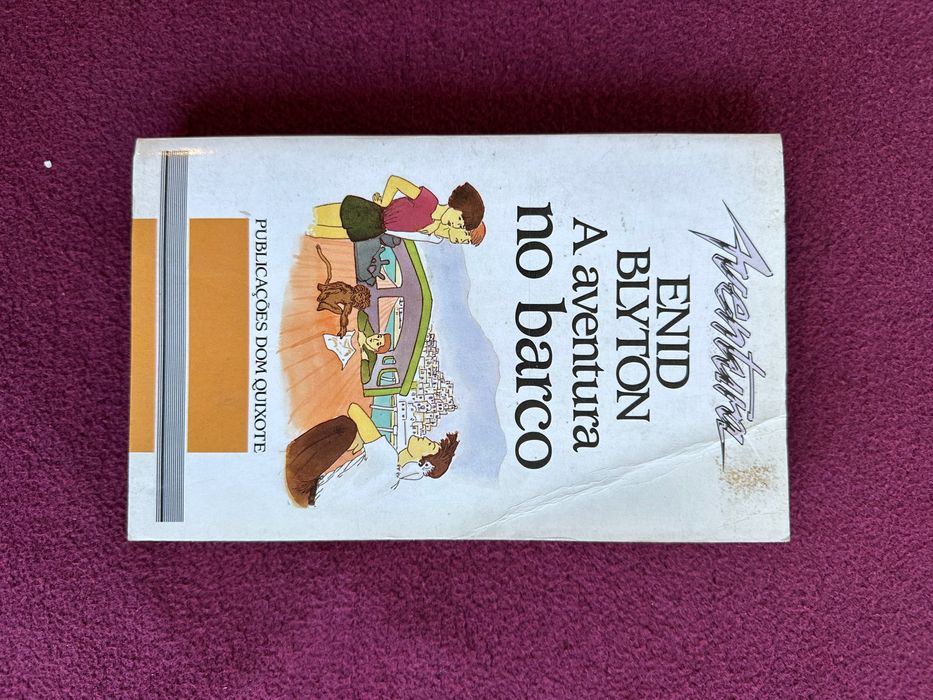 Aventura
ENID
BLYTON
A aventura
no barco
PUBLICAÇÕES DOM QUIXOTE